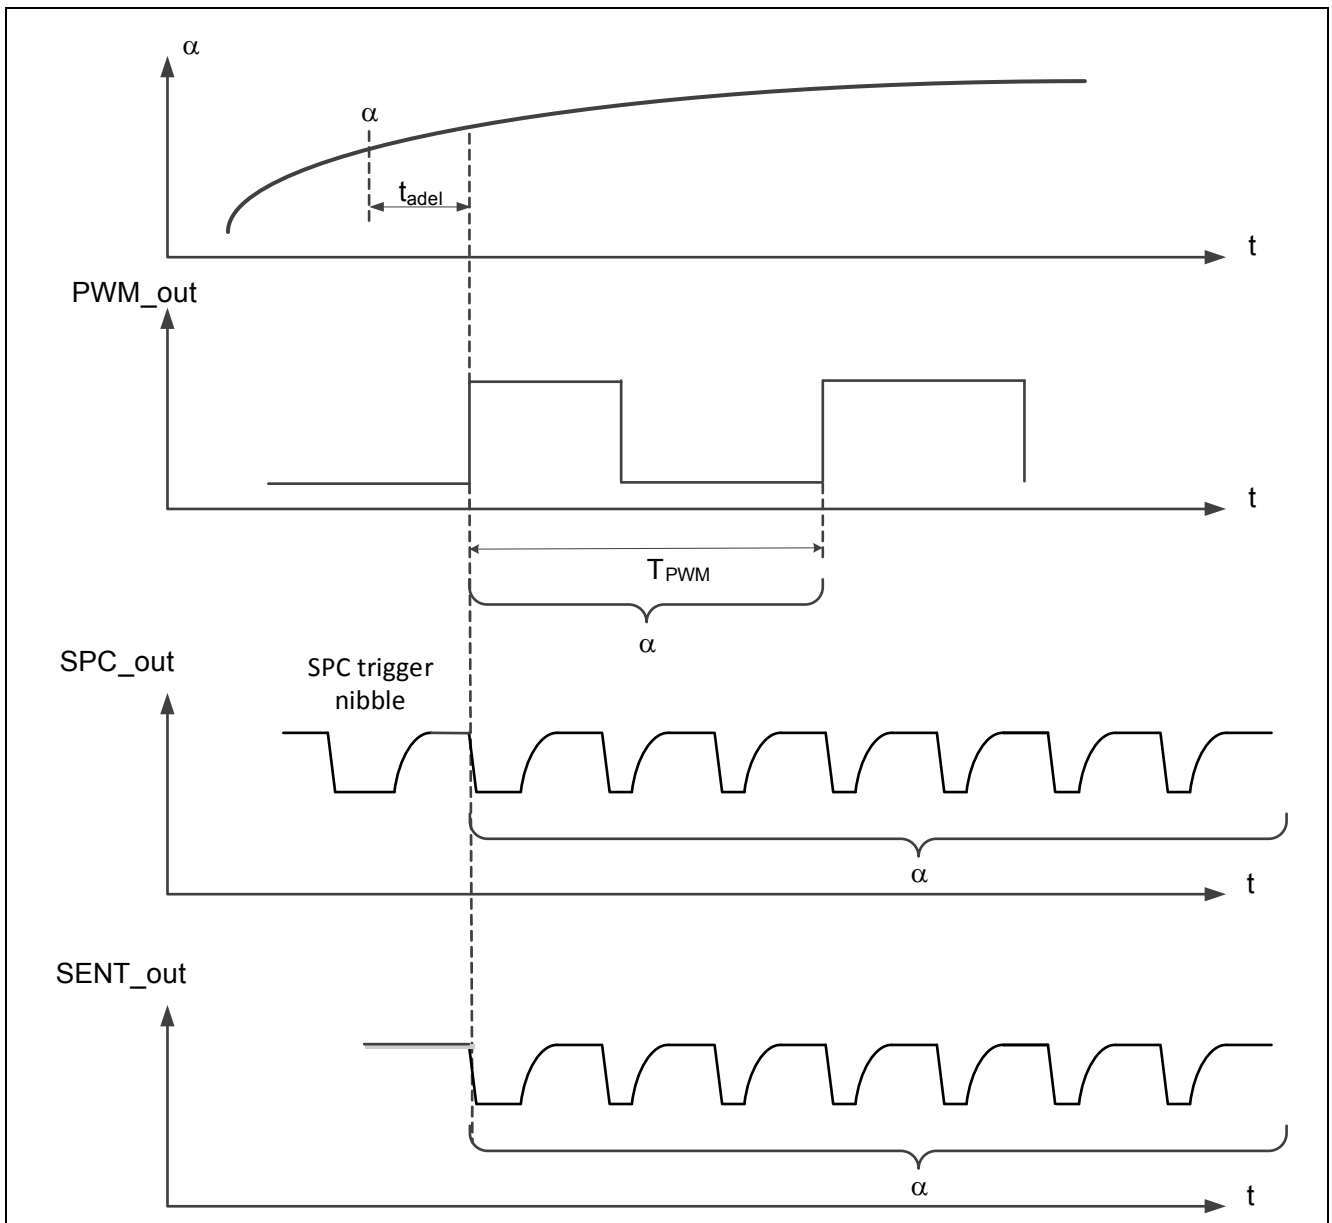 α
α
t_adel
t
PWM_out
t
T_PWM
α
SPC_out
SPC trigger
nibble
α
t
SENT_out
α
t